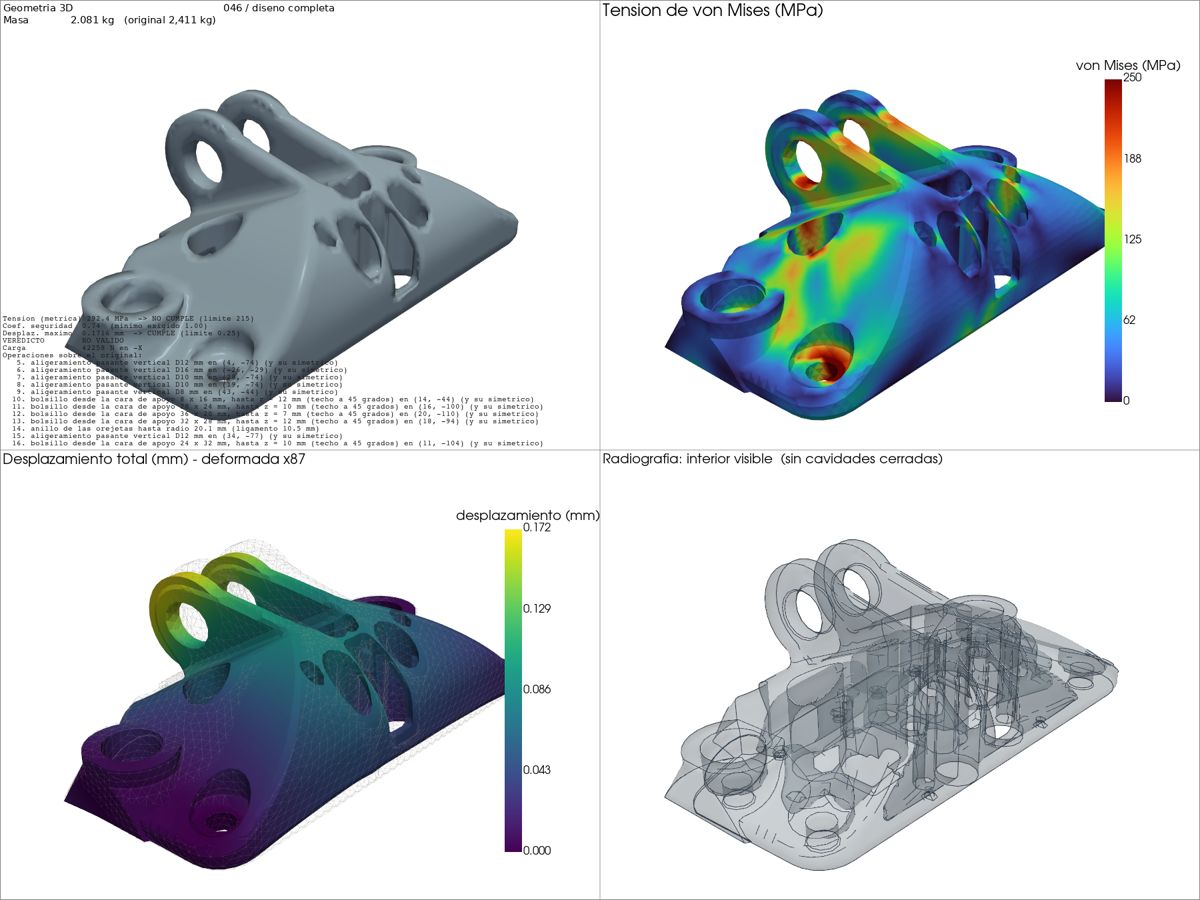 Geometria 3D
046 / diseno completa
Masa 2.081 kg (original 2,411 kg)
Tension (metrica) 292.4 MPa -> NO CUMPLE (limite 215)
Coef. seguridad 0.74 (minimo exigido 1.00)
Desplaz. maximo 0.1716 mm -> CUMPLE (limite 0.25)
VEREDICTO NO VALIDO
Carga 42258 N en -X
Operaciones sobre el original:
5. aligeramiento pasante vertical D12 mm en (4, -74) (y su simetrico)
6. aligeramiento pasante vertical D16 mm en (-26, -29) (y su simetrico)
7. aligeramiento pasante vertical D10 mm en -74) (y su simetrico)
8. aligeramiento pasante vertical D10 mm en (19, -74) (y su simetrico)
9. aligeramiento pasante vertical D8 mm en (43, -44) (y su simetrico)
10. bolsillo desde la cara de apoyo x 16 mm, hasta z = 12 mm (techo a 45 grados) en (14, -44) (y su simetrico)
11. bolsillo desde la cara de apoyo x 24 mm, hasta z = 10 mm (techo a 45 grados) en (16, -100) (y su simetrico)
12. bolsillo desde la cara de apoyo 36 x mm, hasta z = 7 mm (techo a 45 grados) en (20, -110) (y su simetrico)
13. bolsillo desde la cara de apoyo 32 x 28 mm, hasta z = 12 mm (techo a 45 grados) en (18, -94) (y su simetrico)
14. anillo de las orejetas hasta radio 20.1 mm (ligamento 10.5 mm)
15. aligeramiento pasante vertical D12 mm en (34, -77) (y su simetrico)
16. bolsillo desde la cara de apoyo 24 x 32 mm, hasta z = 10 mm (techo a 45 grados) en (11, -104) (y su simetrico)
Tension de von Mises (MPa)
von Mises (MPa)
250
188
125
62
0
Desplazamiento total (mm) - deformada x87
desplazamiento (mm)
0.172
0.129
0.086
0.043
0.000
Radiografia: interior visible (sin cavidades cerradas)